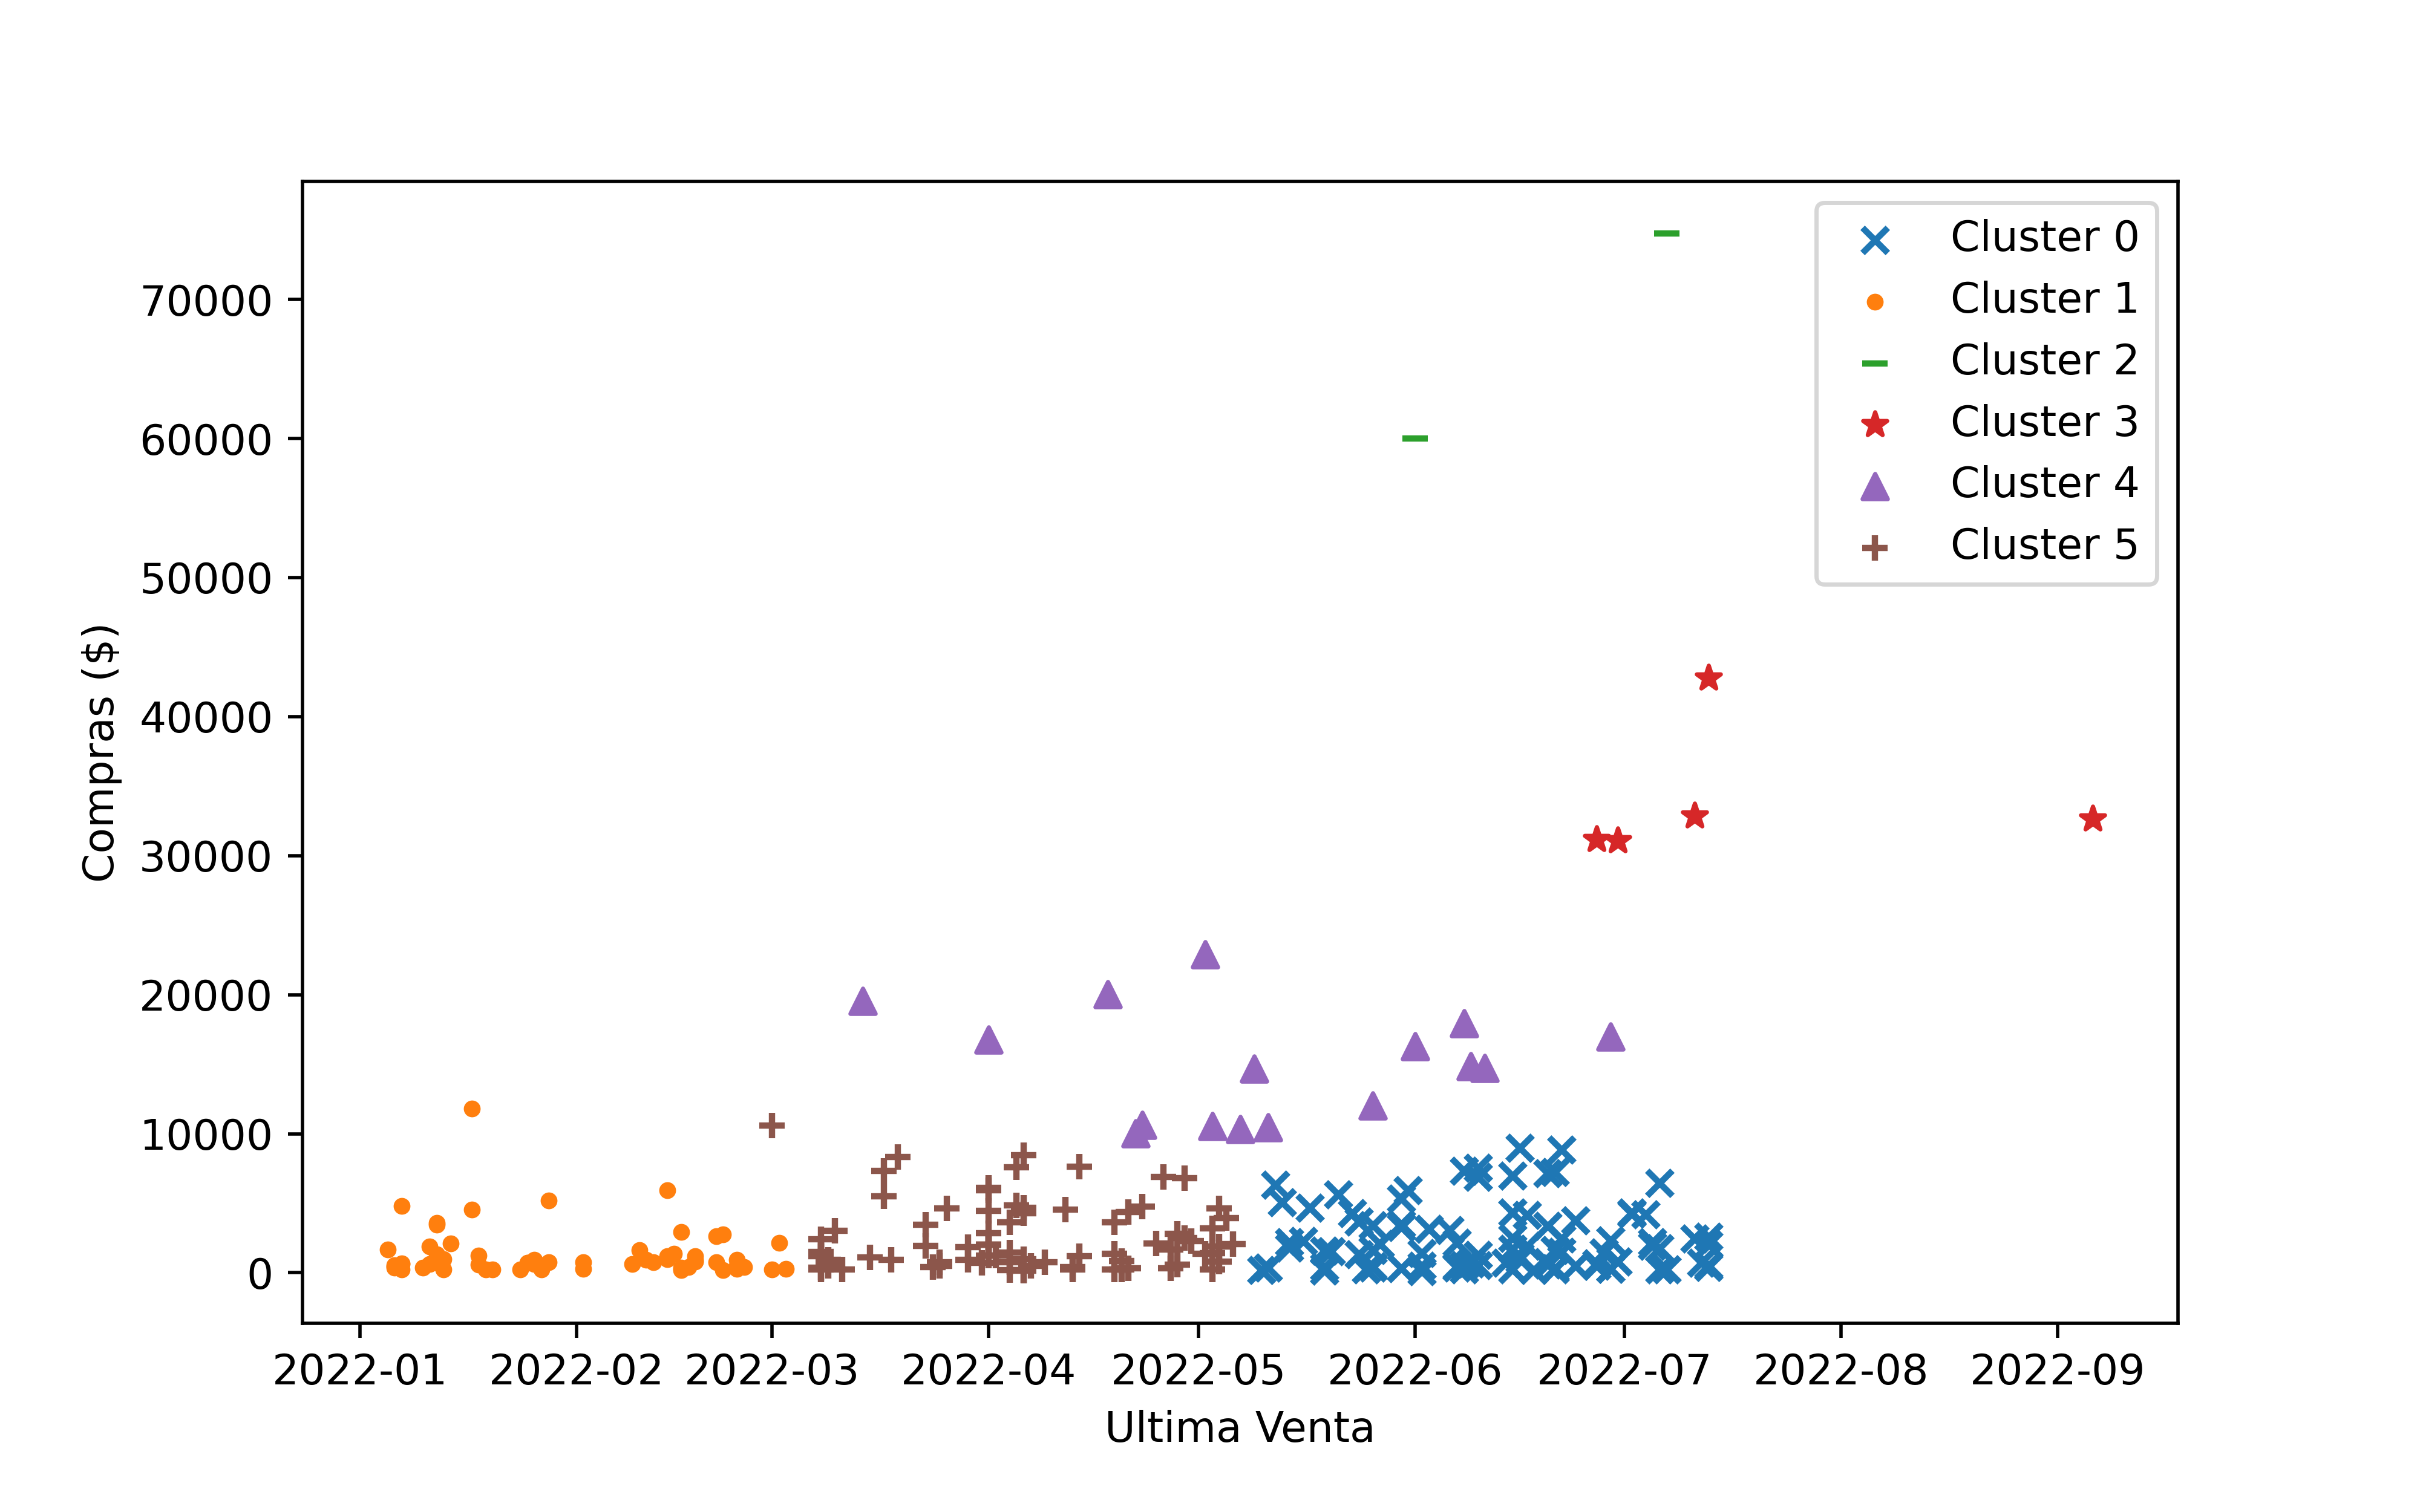 Cluster 0
Cluster 1
Cluster 2
Cluster 3
Cluster 4
Cluster 5
70000
60000
50000
40000
30000
20000
10000
0
Compras ($)
2022-01 2022-02 2022-03 2022-04 2022-05 2022-06 2022-07 2022-08 2022-09
Ultima Venta